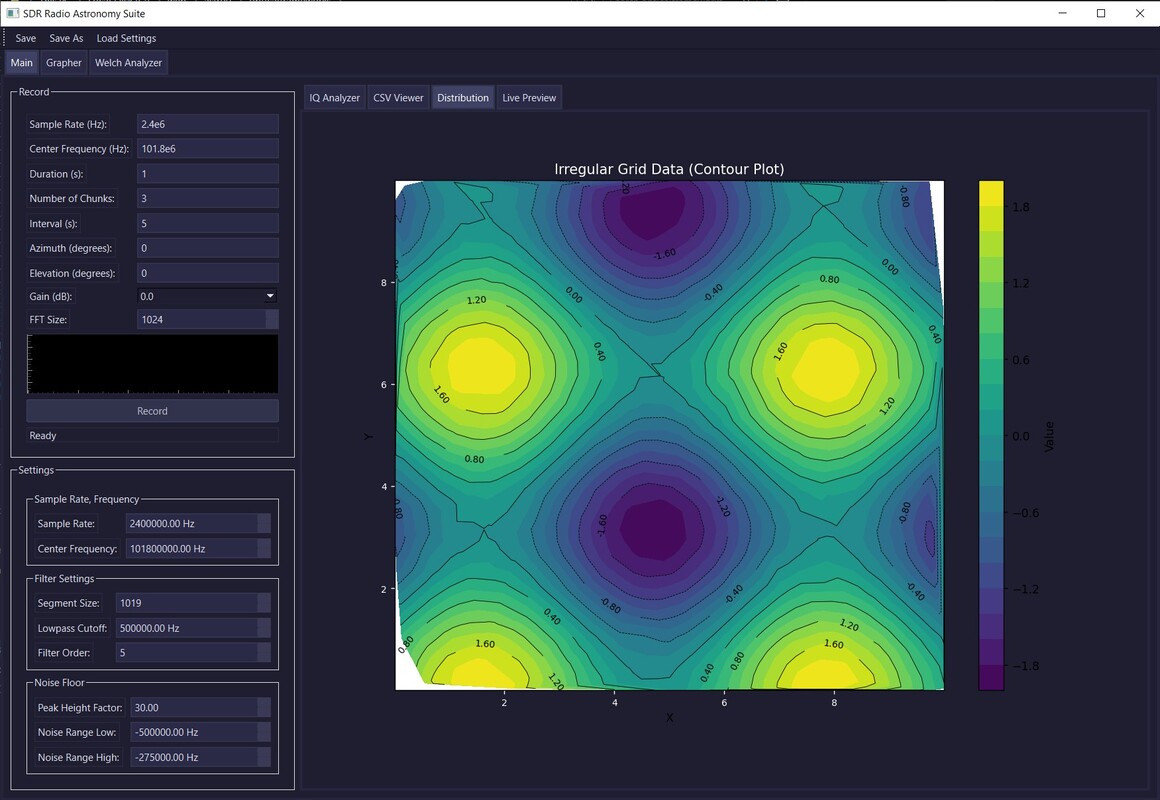 SDR Radio Astronomy Suite
Save Save As Load Settings
Main Grapher Welch Analyzer
Record
Sample Rate (Hz): 2.4e6
Center Frequency (Hz): 101.8e6
Duration (s): 1
Number of Chunks: 3
Interval (s): 5
Azimuth (degrees): 0
Elevation (degrees): 0
Gain (dB): 0.0
FFT Size: 1024
Record
Ready
Settings
Sample Rate, Frequency
Sample Rate: 2400000.00 Hz
Center Frequency: 101800000.00 Hz
Filter Settings
Segment Size: 1019
Lowpass Cutoff: 500000.00 Hz
Filter Order: 5
Noise Floor
Peak Height Factor: 30.00
Noise Range Low: -500000.00 Hz
Noise Range High: -275000.00 Hz
IQ Analyzer CSV Viewer Distribution Live Preview
Irregular Grid Data (Contour Plot)
-0.80
-1.60
0.00
0.80
-0.40
0.00
1.20
0.40
0.40
1.60
1.60
1.20
0.80
-0.80
-1.60
-1.20
-0.80
-0.40
-0.80
-0.40
0.40
1.20
0.80
1.60
1.60
0.80
0.40
1.20
8
6
4
2
Y
2 4 6 8
X
1.8
1.2
0.6
0.0
−0.6
−1.2
−1.8
Value